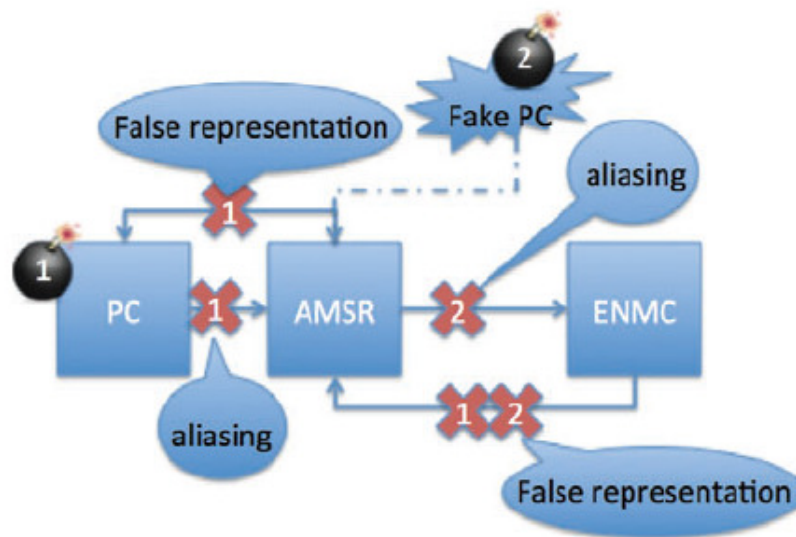 2
Fake PC
False representation
aliasing
1
1
PC
1
AMSR
2
ENMC
aliasing
1 2
False representation